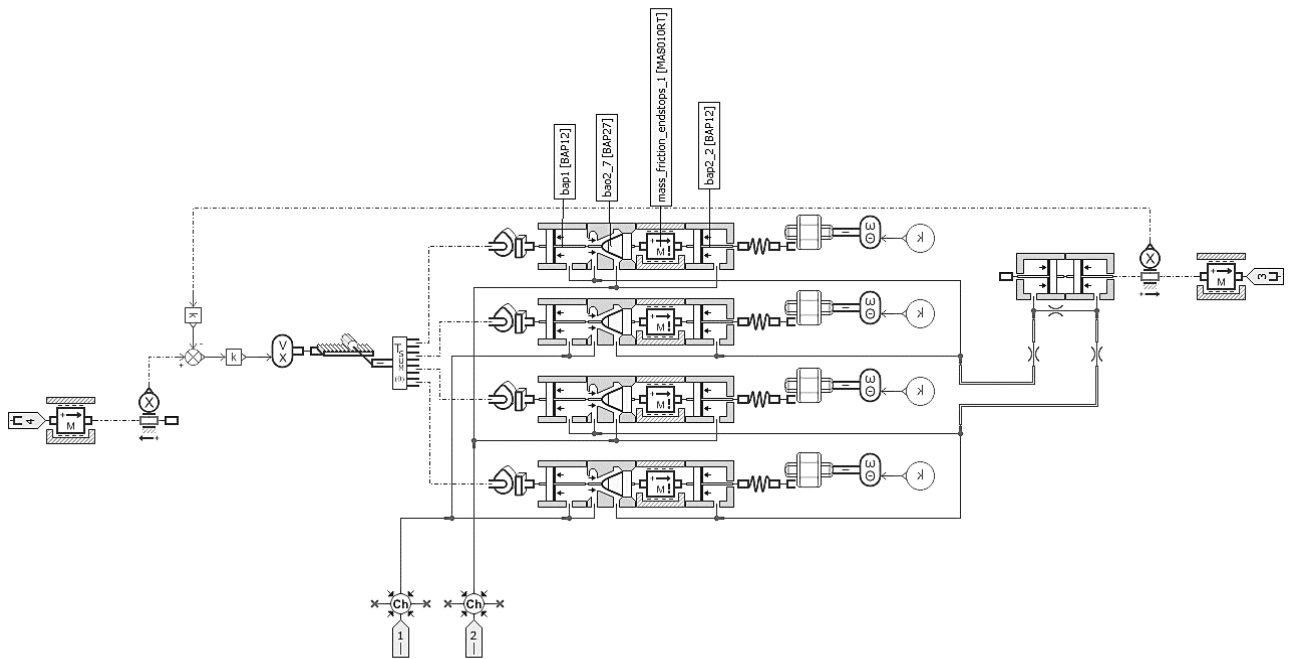 mass_friction_endstops_1 [MAS010RT]
bap2_2 [BAP12]
bao2_7 [BAP27]
bap1 [BAP12]
M
ω
Θ
k
X
M
3
M
ω
Θ
k
k
-
+
k
V
X
X
M
4
M
ω
Θ
k
M
ω
Θ
k
Ch
Ch
1
2